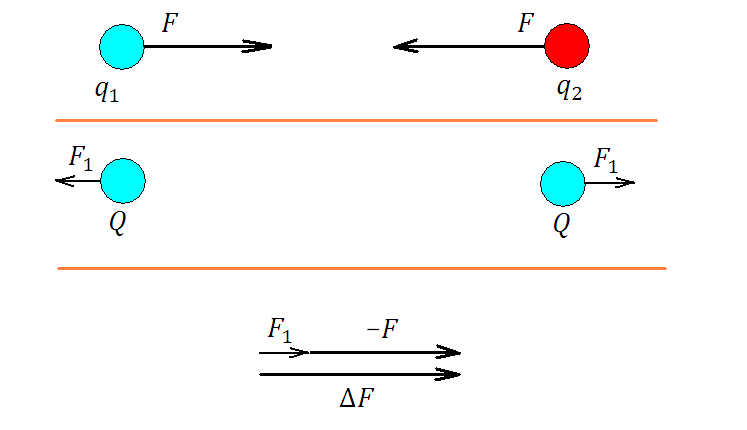 F F
q₁ q₂
F₁ F₁
Q Q
F₁ −F
ΔF